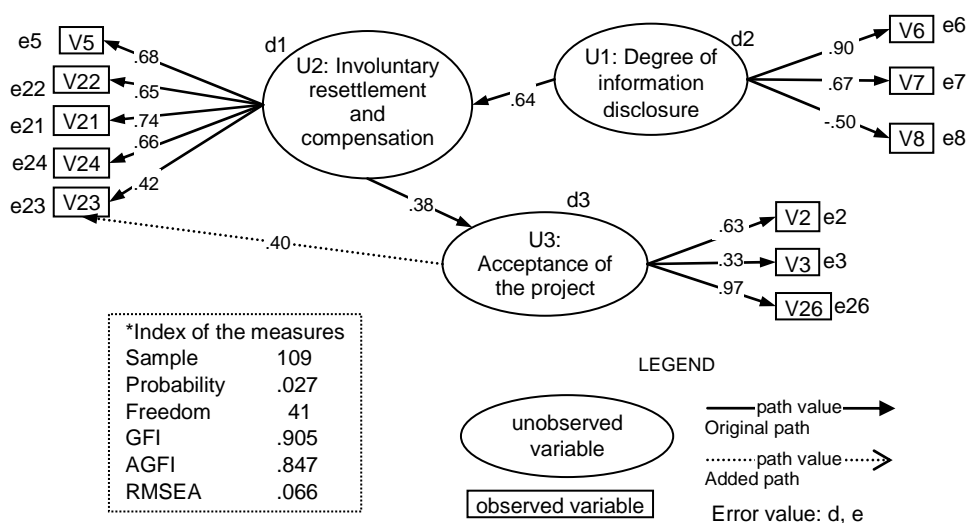 e5 V5
e22 V22
e21 V21
e24 V24
e23 V23
.68
.65
.74
.66
.42
d1
U2: Involuntary
resettlement
and
compensation
.64
d2
U1: Degree of
information
disclosure
.90
.67
-.50
V6 e6
V7 e7
V8 e8
.38
.40
d3
U3:
Acceptance of
the project
.63
.33
.97
V2 e2
V3 e3
V26 e26
*Index of the measures
Sample 109
Probability .027
Freedom 41
GFI .905
AGFI .847
RMSEA .066
LEGEND
unobserved
variable
observed variable
path value
Original path
path value
Added path
Error value: d, e